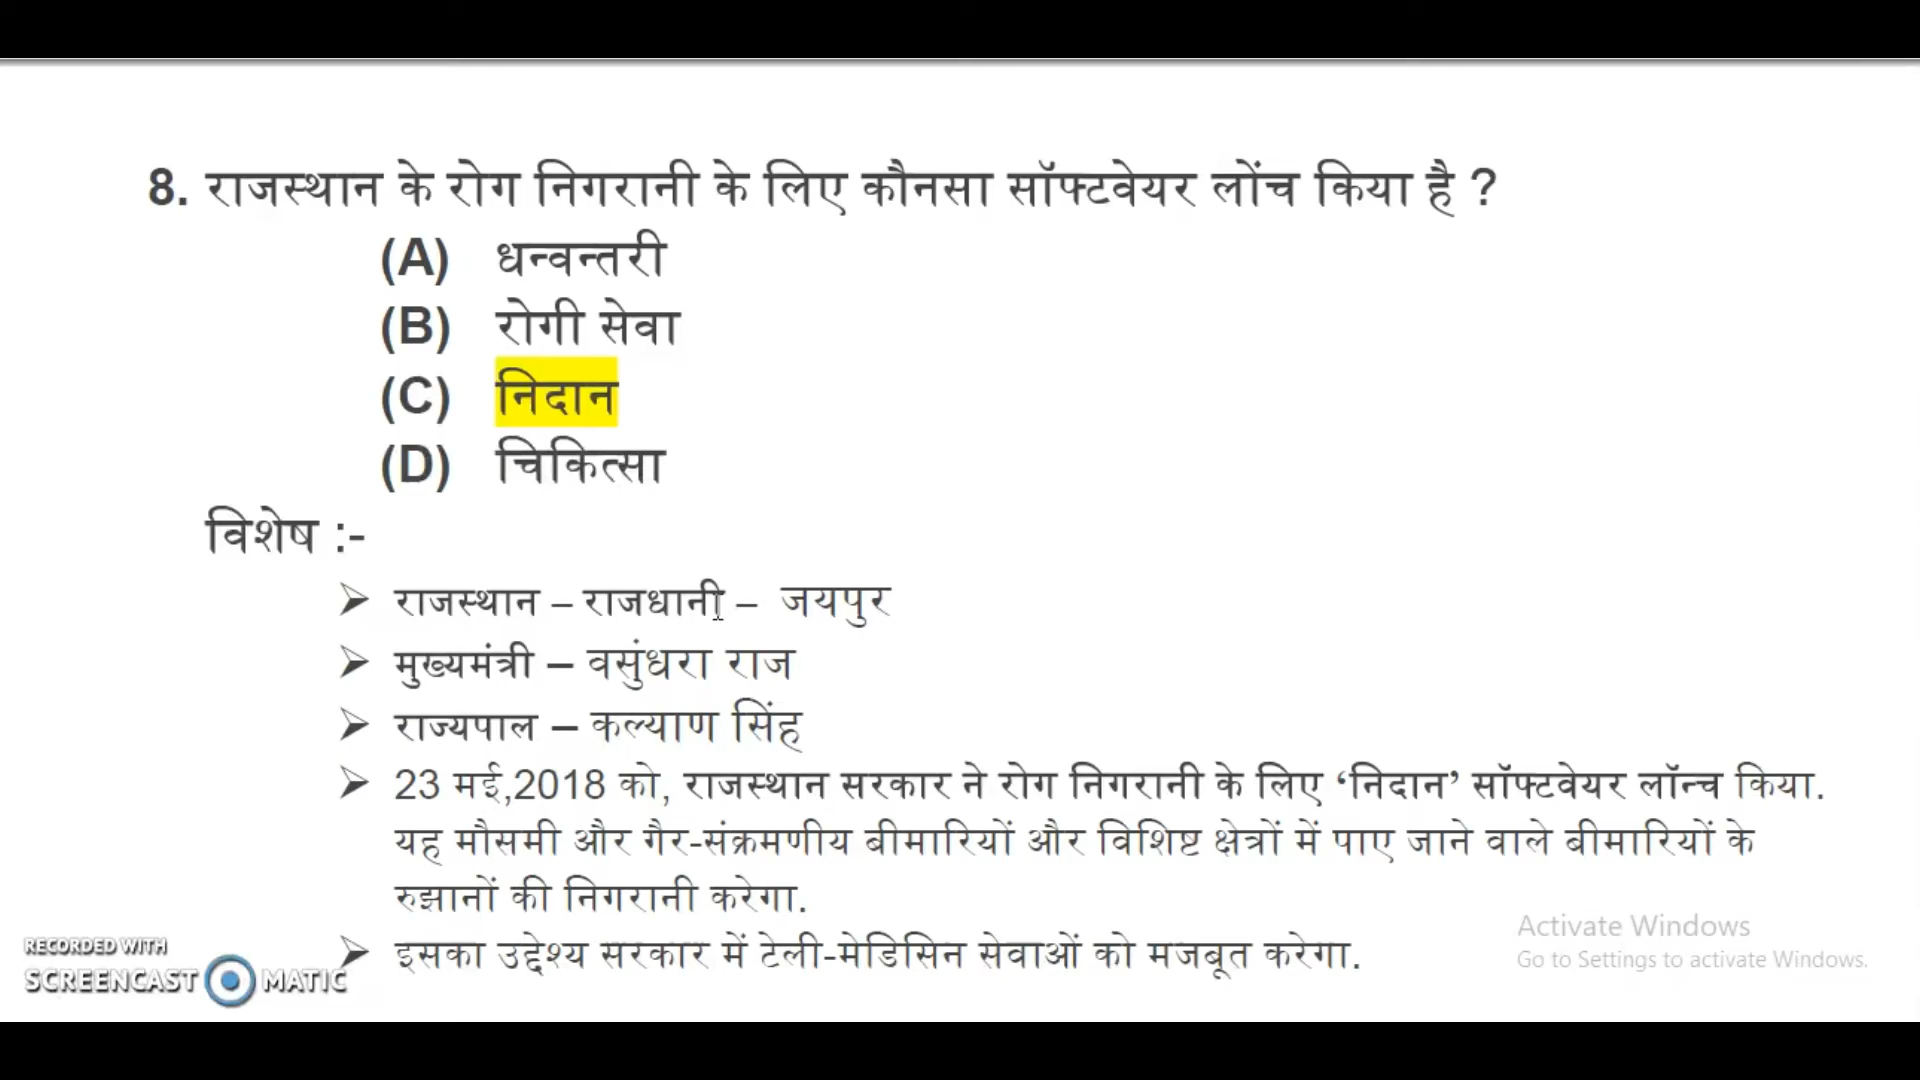 8. राजस्थान के रोग निगरानी के लिए कौनसा सॉफ्टवेयर लोंच किया है ?
(A) धन्वन्तरी
(B) रोगी सेवा
(C) निदान
(D) चिकित्सा
विशेष :-
➢ राजस्थान – राजधानी – जयपुर
➢ मुख्यमंत्री – वसुंधरा राज
➢ राज्यपाल – कल्याण सिंह
➢ 23 मई,2018 को, राजस्थान सरकार ने रोग निगरानी के लिए ‘निदान’ सॉफ्टवेयर लॉन्च किया.
यह मौसमी और गैर-संक्रमणीय बीमारियों और विशिष्ट क्षेत्रों में पाए जाने वाले बीमारियों के
रुझानों की निगरानी करेगा.
➢ इसका उद्देश्य सरकार में टेली-मेडिसिन सेवाओं को मजबूत करेगा.
Activate Windows
Go to Settings to activate Windows.
RECORDED WITH
SCREENCAST MATIC